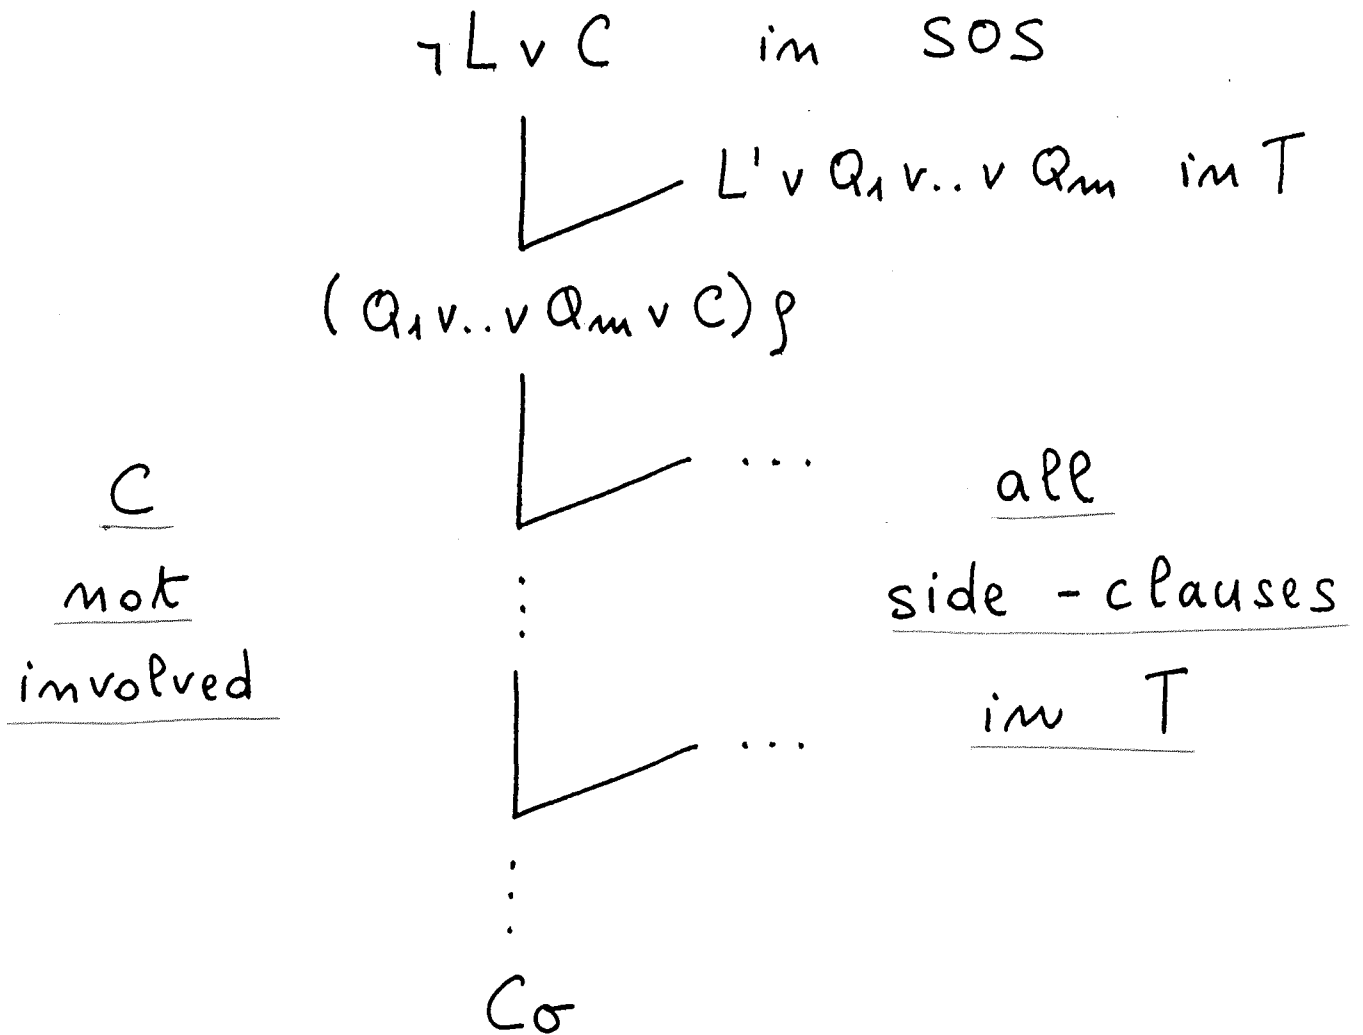 ¬L ∨ C in SOS
L' ∨ Q₁ ∨ .. ∨ Qₘ in T
(Q₁ ∨ .. ∨ Qₘ ∨ C)ρ
...
C
not
involved
all
side - clauses
in T
...
Cσ